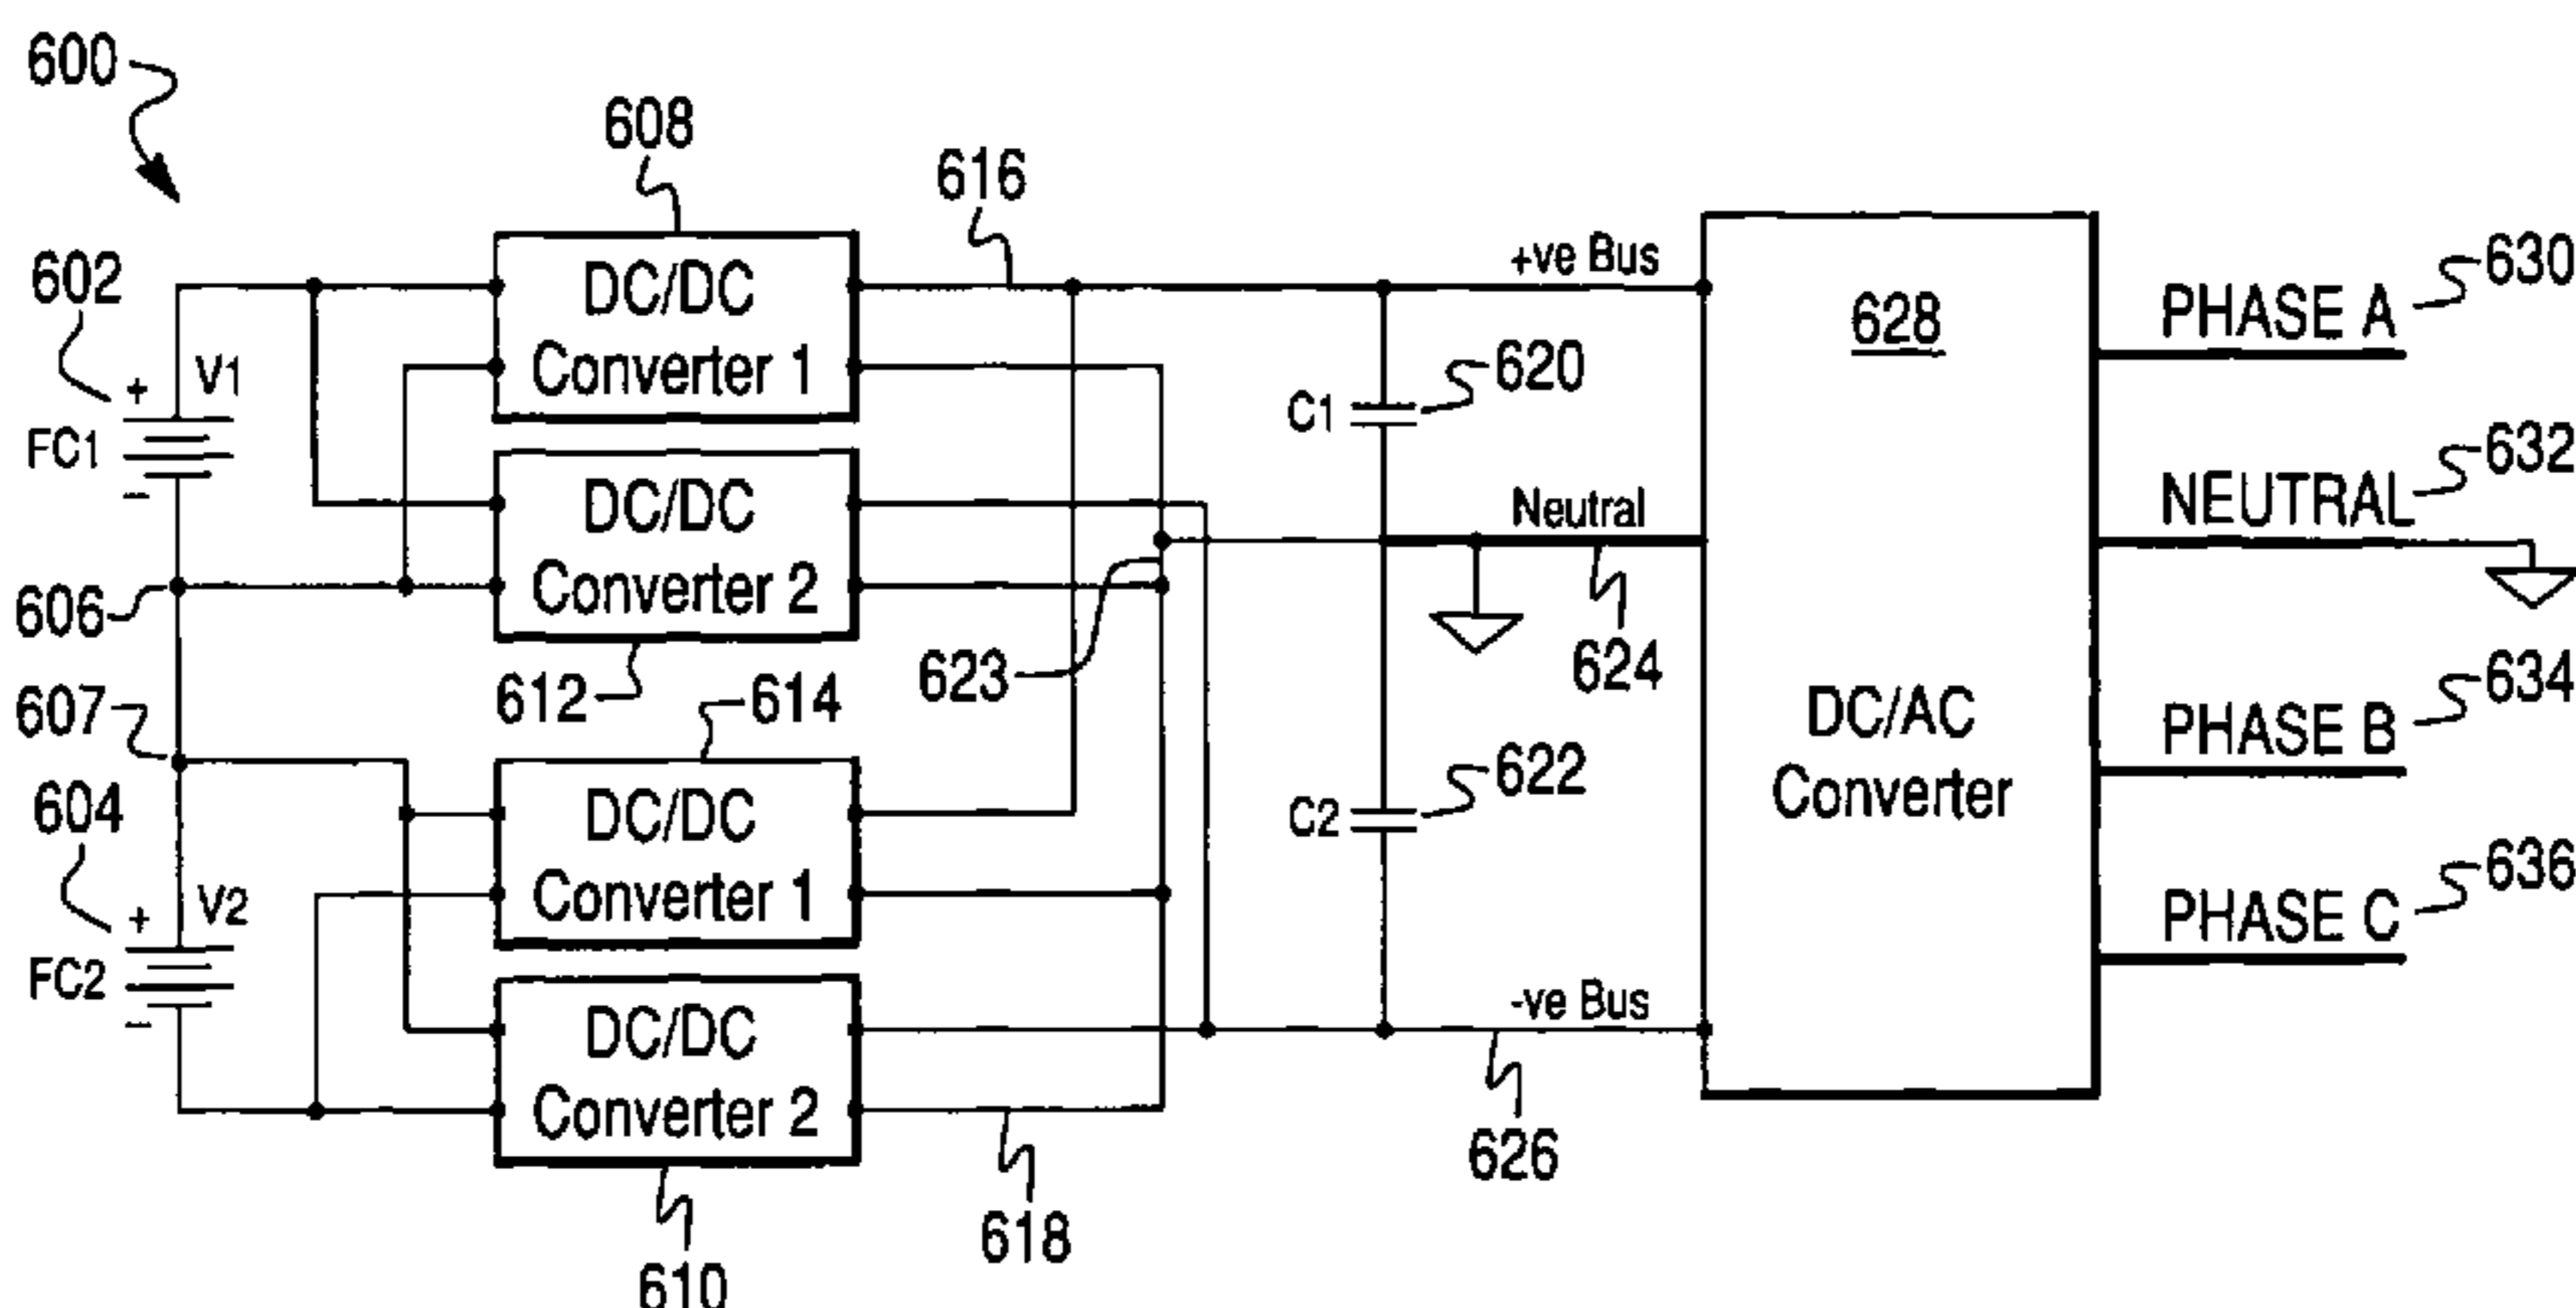 600
608
616
602
DC/DC
Converter 1
+ve Bus
628
PHASE A
630
620
+
V1
FC1
−
C1
DC/DC
Converter 2
Neutral
NEUTRAL
632
606
612
623
624
607
614
634
PHASE B
DC/AC
Converter
622
604
DC/DC
Converter 1
C2
+
V2
FC2
−
PHASE C
636
DC/DC
Converter 2
-ve Bus
626
618
610